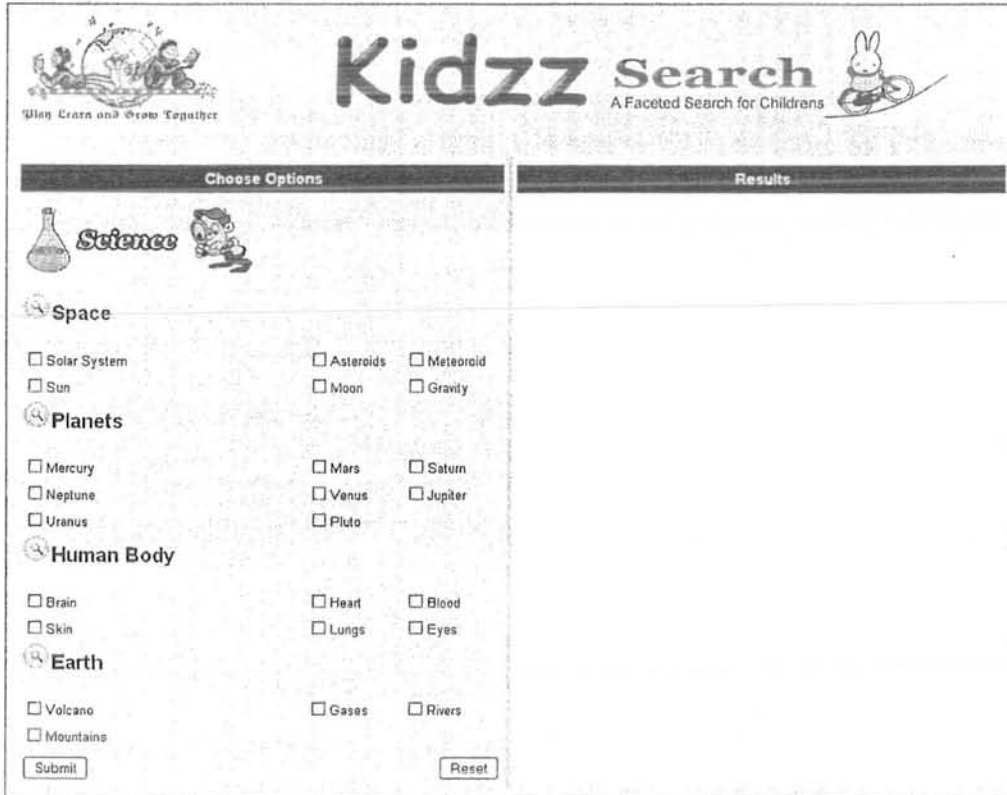 Play Learn and Grow Togather
Kidzz Search
A Faceted Search for Childrens
Choose Options
Results
Science
Space
Solar System Asteroids Meteoroid
Sun Moon Gravity
Planets
Mercury Mars Saturn
Neptune Venus Jupiter
Uranus Pluto
Human Body
Brain Heart Blood
Skin Lungs Eyes
Earth
Volcano Gases Rivers
Mountains
Submit Reset